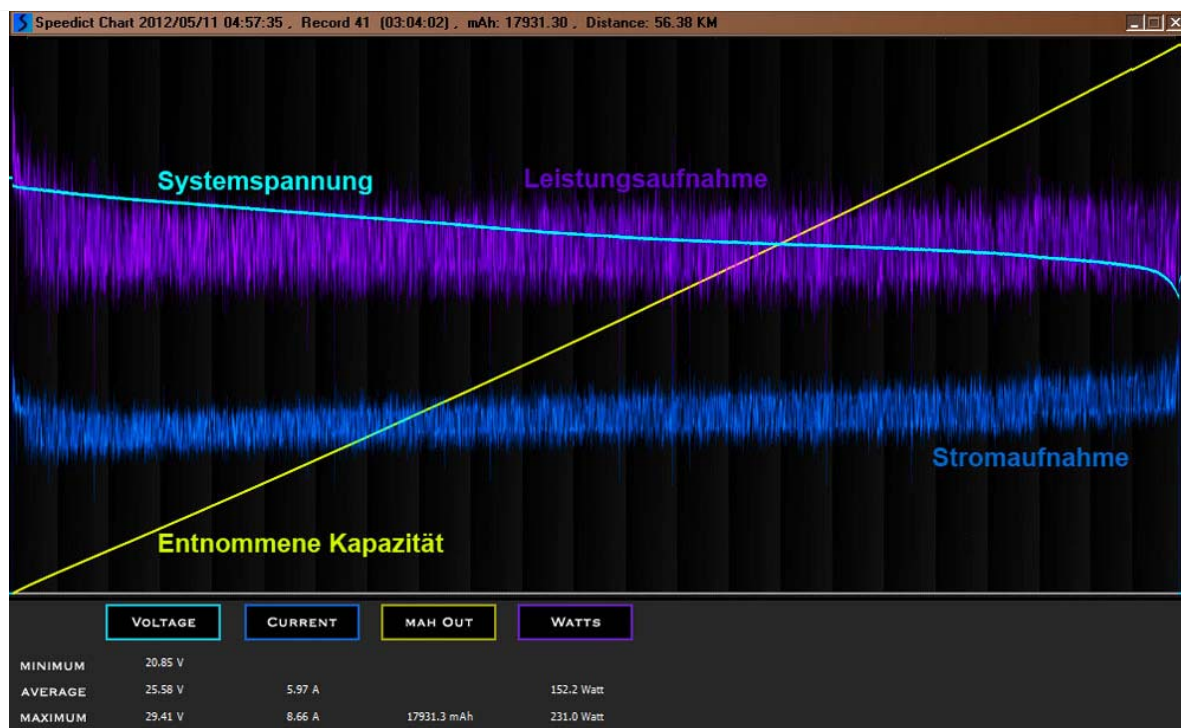 Speedict Chart 2012/05/11 04:57:35 , Record 41 (03:04:02) , mAh: 17931.30 , Distance: 56.38 KM
Systemspannung
Leistungsaufnahme
Stromaufnahme
Entnommene Kapazität
VOLTAGE CURRENT MAH OUT WATTS
MINIMUM 20.85 V
AVERAGE 25.58 V 5.97 A 152.2 Watt
MAXIMUM 29.41 V 8.66 A 17931.3 mAh 231.0 Watt